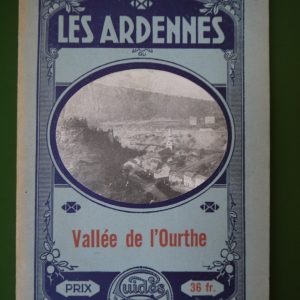 LES ARDENNES
Vallée de l'Ourthe
PRIX
Guides
36 fr.